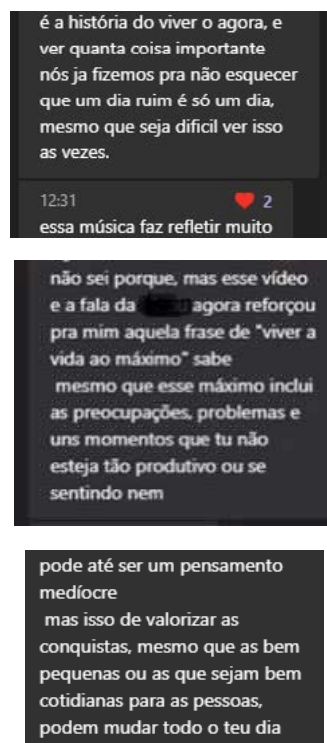 é a história do viver o agora, e
ver quanta coisa importante
nós ja fizemos pra não esquecer
que um dia ruim é só um dia,
mesmo que seja dificil ver isso
as vezes.
12:31 2
essa música faz refletir muito
não sei porque, mas esse vídeo
e a fala da agora reforçou
pra mim aquela frase de "viver a
vida ao máximo" sabe
mesmo que esse máximo inclui
as preocupações, problemas e
uns momentos que tu não
esteja tão produtivo ou se
sentindo nem
pode até ser um pensamento
medíocre
mas isso de valorizar as
conquistas, mesmo que as bem
pequenas ou as que sejam bem
cotidianas para as pessoas,
podem mudar todo o teu dia